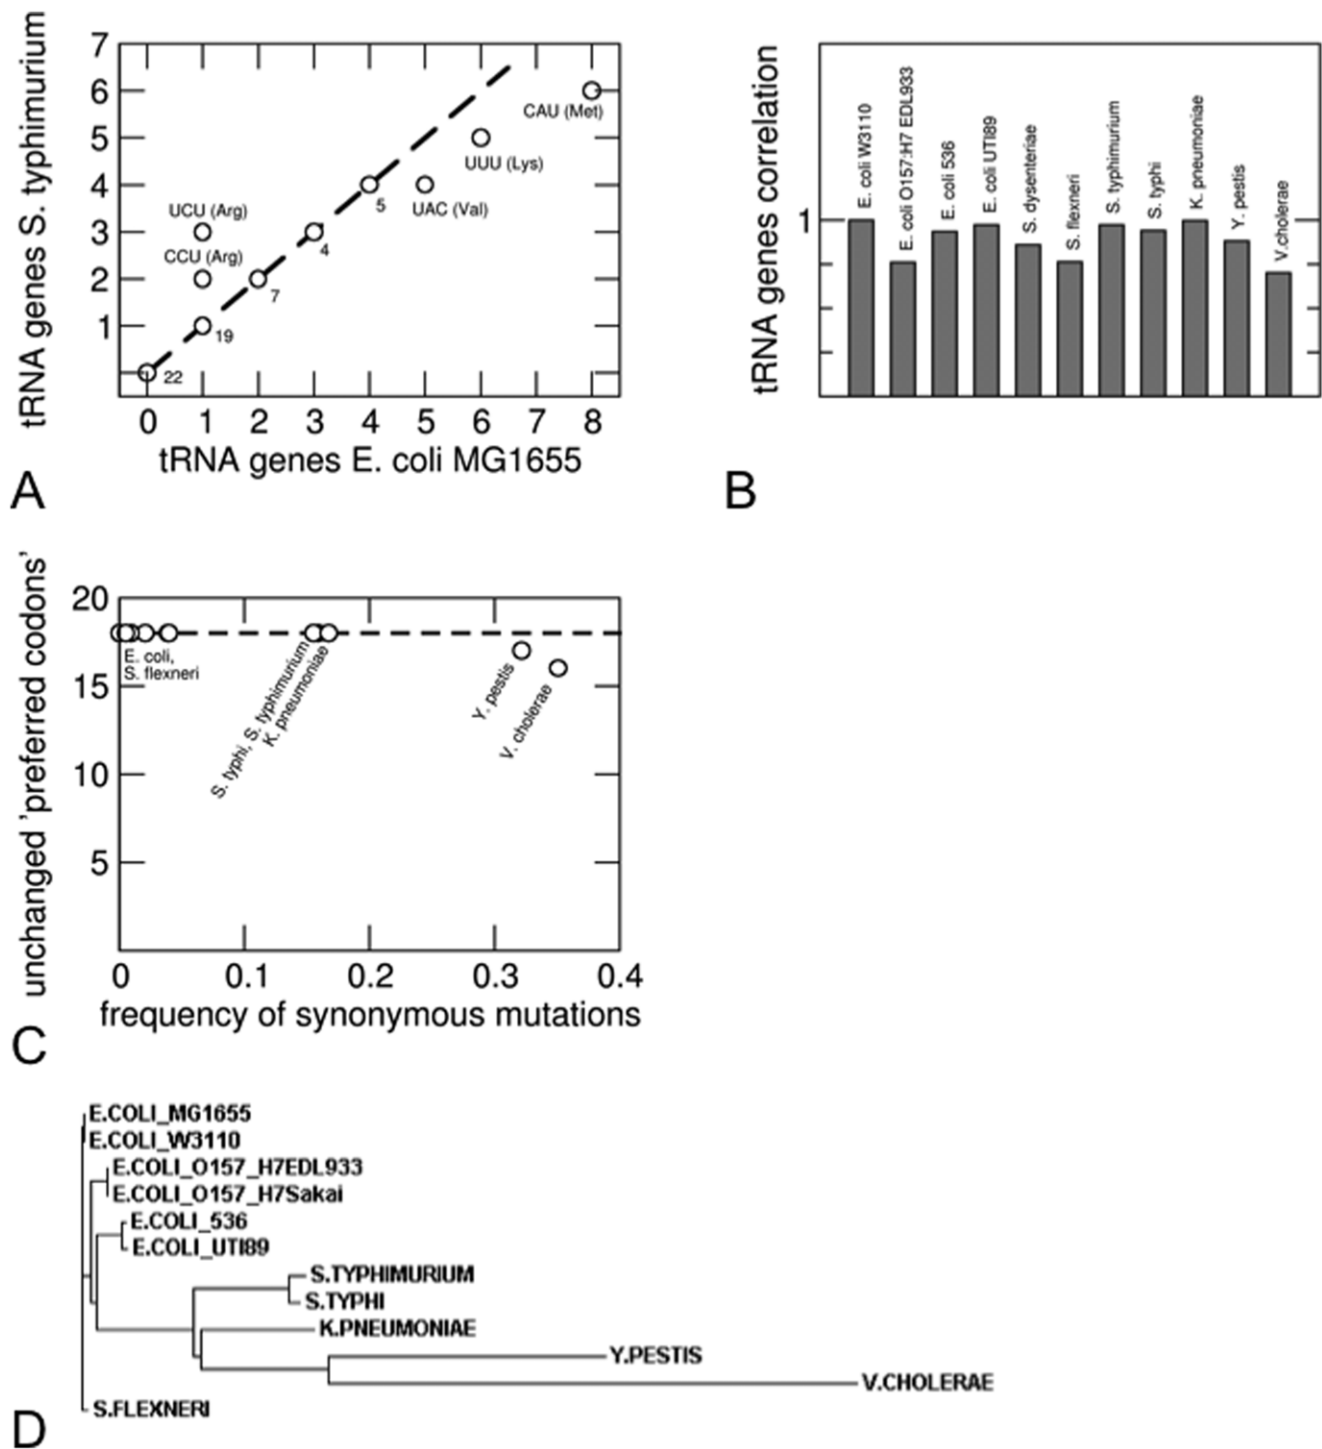 7
6
5
4
3
2
1
tRNA genes S. typhimurium
CAU (Met)
UUU (Lys)
5
UAC (Val)
UCU (Arg)
4
CCU (Arg)
7
19
22
0 1 2 3 4 5 6 7 8
tRNA genes E. coli MG1655
A
tRNA genes correlation
1
E. coli W3110
E. coli O157:H7 EDL933
E. coli 536
E. coli UTI89
S. dysenteriae
S. flexneri
S. typhimurium
S. typhi
K. pneumoniae
Y. pestis
V.cholerae
B
unchanged 'preferred codons'
20
15
10
5
E. coli,
S. flexneri
S. typhi, S. typhimurium
K. pneumoniae
Y. pestis
V. cholerae
0 0.1 0.2 0.3 0.4
frequency of synonymous mutations
C
E.COLI_MG1655
E.COLI_W3110
E.COLI_O157_H7EDL933
E.COLI_O157_H7Sakai
E.COLI_536
E.COLI_UTI89
S.TYPHIMURIUM
S.TYPHI
K.PNEUMONIAE
Y.PESTIS
V.CHOLERAE
S.FLEXNERI
D